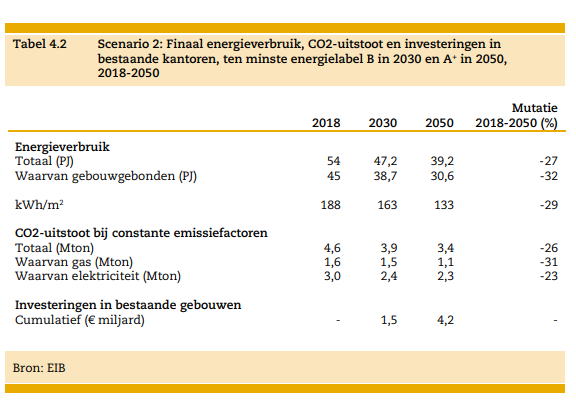 Tabel 4.2 Scenario 2: Finaal energieverbruik, CO2-uitstoot en investeringen in
bestaande kantoren, ten minste energielabel B in 2030 en A⁺ in 2050,
2018-2050
Mutatie
2018 2030 2050 2018-2050 (%)
Energieverbruik
Totaal (PJ) 54 47,2 39,2 -27
Waarvan gebouwgebonden (PJ) 45 38,7 30,6 -32
kWh/m² 188 163 133 -29
CO2-uitstoot bij constante emissiefactoren
Totaal (Mton) 4,6 3,9 3,4 -26
Waarvan gas (Mton) 1,6 1,5 1,1 -31
Waarvan elektriciteit (Mton) 3,0 2,4 2,3 -23
Investeringen in bestaande gebouwen
Cumulatief (€ miljard) - 1,5 4,2 -
Bron: EIB